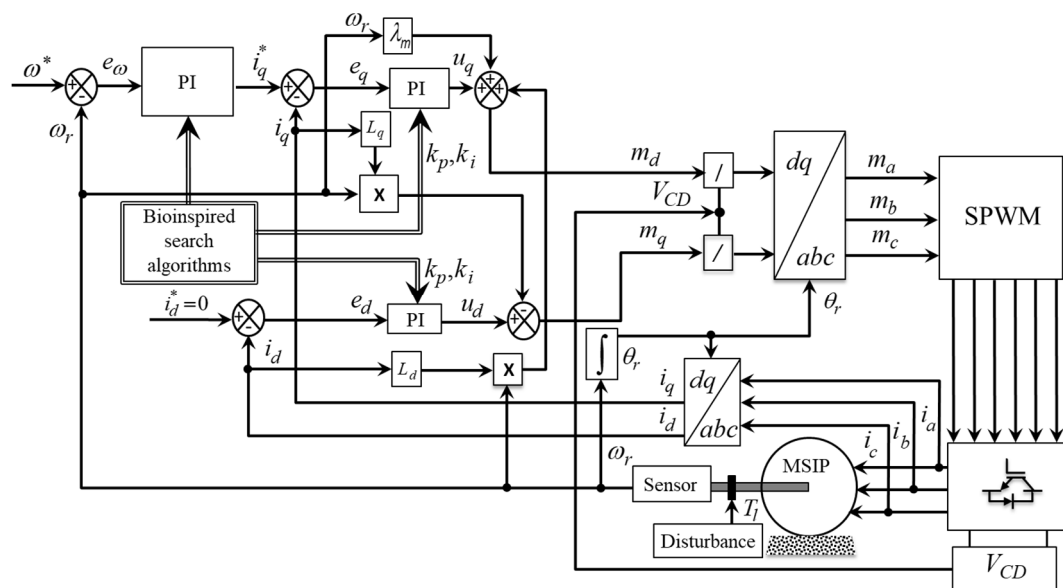 ω_r
λ_m
ω*
e_ω
PI
i_q^*
e_q
PI
u_q
ω_r
i_q
L_q
k_p, k_i
X
m_d
/
dq
abc
m_a
m_b
m_c
SPWM
V_CD
Bioinspired
search
algorithms
m_q
/
k_p, k_i
i_d^*=0
e_d
PI
u_d
θ_r
∫
θ_r
i_d
L_d
X
i_q
i_d
dq
abc
i_a
i_b
i_c
ω_r
Sensor
MSIP
T_l
Disturbance
V_CD